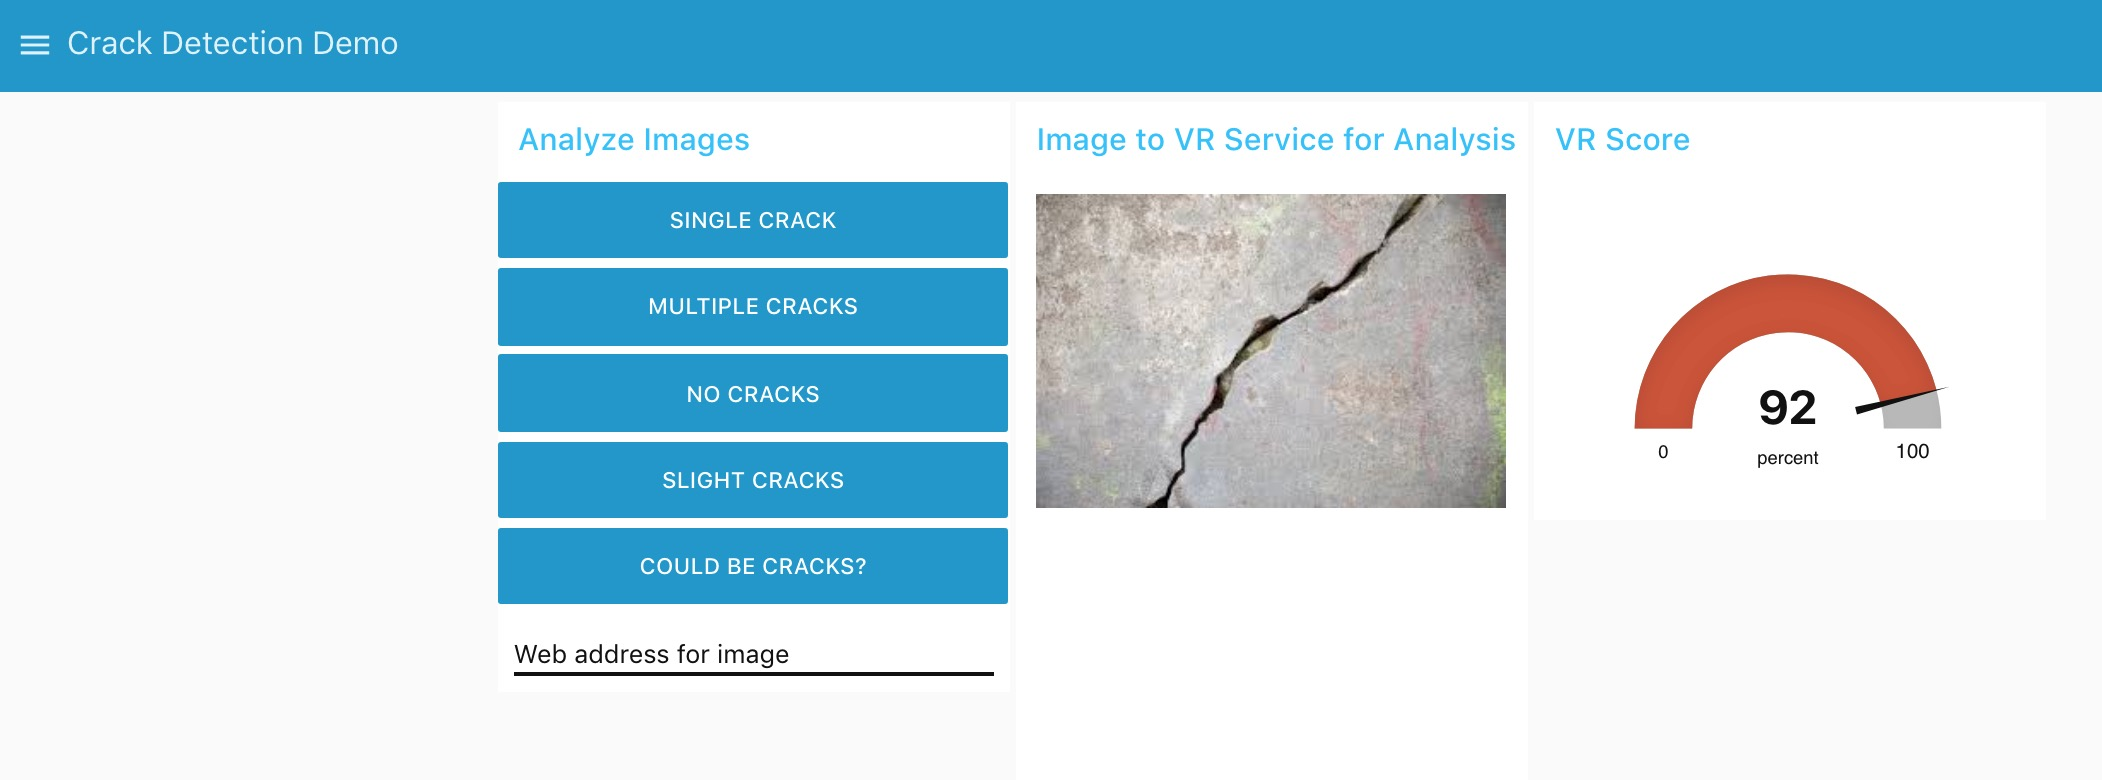 Crack Detection Demo
Analyze Images
SINGLE CRACK
MULTIPLE CRACKS
NO CRACKS
SLIGHT CRACKS
COULD BE CRACKS?
Web address for image
Image to VR Service for Analysis
VR Score
92
percent
0
100